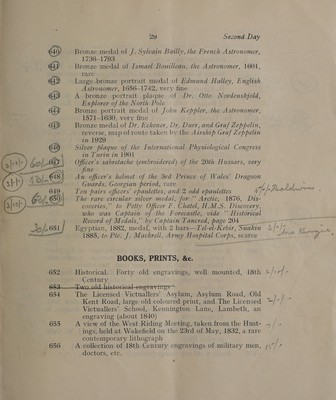 29 Second Day
640 Bronze medal of J. Sylvain Bailly, the French Astronomer,
1736-1793
641 Bronze medal of Ismael Bouilleau, the Astronomer, 1604,
rare
642 Large bronze portrait medal of Edmund Halley, English
Astronomer, 1656-1742, very fine
643 A bronze portrait plaque of Dr. Otto Nordenskjold,
Explorer of the North Pole
644 Bronze portrait medal of John Keppler, the Astronomer,
1571-1630, very fine
645 Bronze medal of Dr. Eckener, Dr. Duerr, and Graf Zeppelin
reverse, map of route taken by the Airship Graf Zeppelin
in 1929
646 Silver plaque of the International Physiological Congress
in Turin in 1901
647 Officer's sabretache (embroidered) of the 20th Hussars, very
fine
648 An officer's helmet of the 3rd Prince of Wales' Dragoon
Guards, Georgian period, rare
649 Ten pairs officers' epaulettes, and 2 odd epaulettes
650 The rare circular silver medal, for "Arctic, 1876, Dis-
coveries," to Petty Officer F. Chald, H.M.S. Discovery,
who was Captain of the Forecastle, vide "Historical
Record of Medals," by Captain Tancred, page 204
651 Egyptian, 1882, medal, with 2 bars—Tel-el-Kebir, Suakin
1885, to Pte. J. Mackrell, Army Hospital Corps, scarce
BOOKS, PRINTS, &c.
652 Historical. Forty old engravings, well mounted, 18th
Century
653 Two old historical engravings
654 The Licensed Victuallers' Asylum, Asylum Road, Old
Kent Road, large old coloured print, and The Licensed
Victuallers' School, Kennington Lane, Lambeth, an
engraving (about 1840)
655 A view of the West Riding Meeting, taken from the Hust-
ings, held at Wakefield on the 23rd of May, 1832, a rare
contemporary lithograph
656 A collection of 18th Century engravings of military men,
doctors, etc.